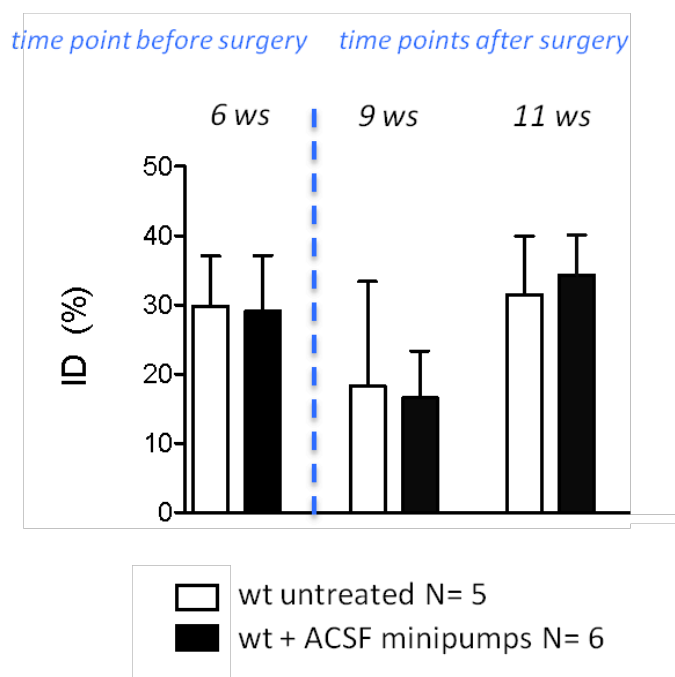 time point before surgery time points after surgery
6 ws 9 ws 11 ws
50
40
30
20
10
0
ID (%)
wt untreated N= 5
wt + ACSF minipumps N= 6